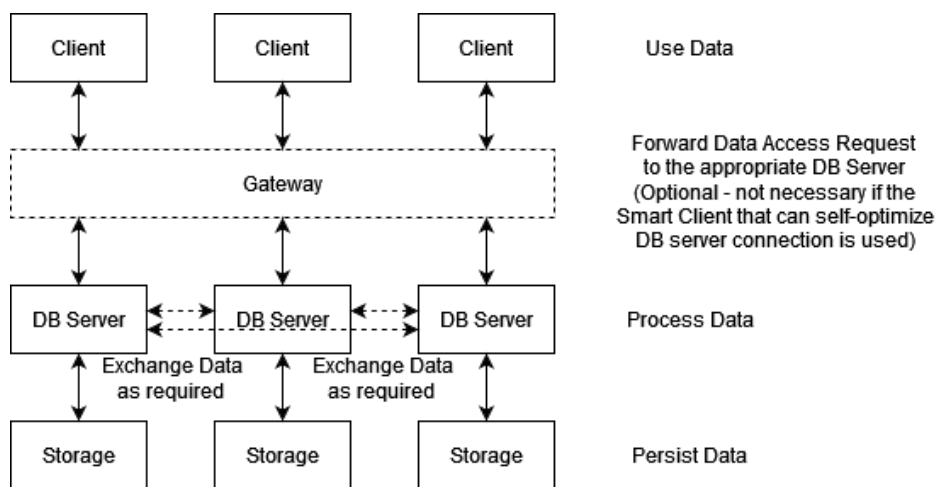 Client
Client
Client
Use Data
Gateway
Forward Data Access Request
to the appropriate DB Server
(Optional - not necessary if the
Smart Client that can self-optimize
DB server connection is used)
DB Server
DB Server
DB Server
Process Data
Exchange Data
as required
Exchange Data
as required
Storage
Storage
Storage
Persist Data